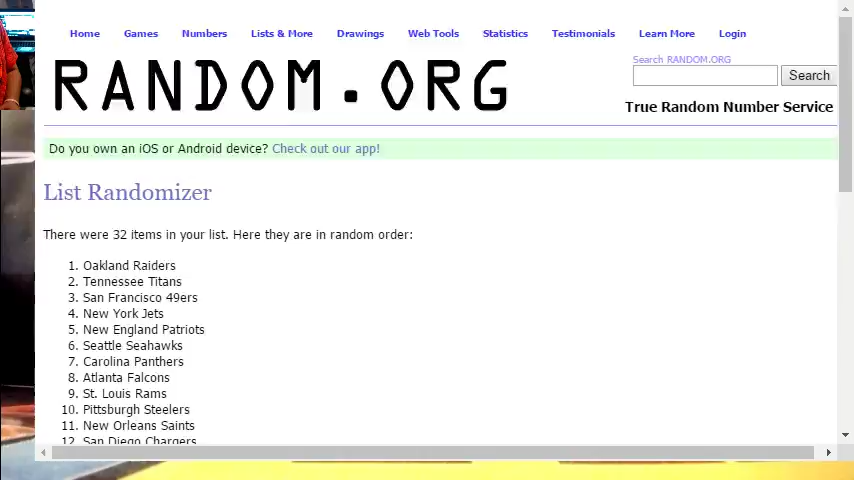 Home Games Numbers Lists & More Drawings Web Tools Statistics Testimonials Learn More Login
RANDOM.ORG
Search RANDOM.ORG
Search
True Random Number Service
Do you own an iOS or Android device? Check out our app!
List Randomizer
There were 32 items in your list. Here they are in random order:
1. Oakland Raiders
2. Tennessee Titans
3. San Francisco 49ers
4. New York Jets
5. New England Patriots
6. Seattle Seahawks
7. Carolina Panthers
8. Atlanta Falcons
9. St. Louis Rams
10. Pittsburgh Steelers
11. New Orleans Saints
12. San Diego Chargers